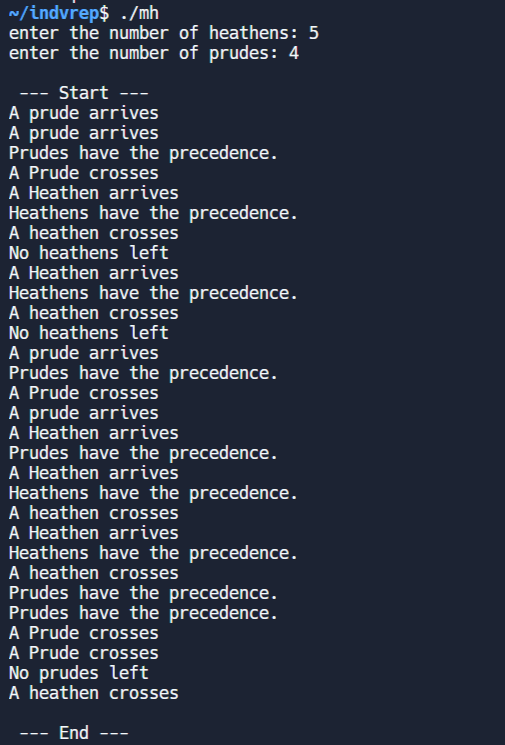 ~/indvrep$ ./mh
enter the number of heathens: 5
enter the number of prudes: 4
--- Start ---
A prude arrives
A prude arrives
Prudes have the precedence.
A Prude crosses
A Heathen arrives
Heathens have the precedence.
A heathen crosses
No heathens left
A Heathen arrives
Heathens have the precedence.
A heathen crosses
No heathens left
A prude arrives
Prudes have the precedence.
A Prude crosses
A prude arrives
A Heathen arrives
Prudes have the precedence.
A Heathen arrives
Heathens have the precedence.
A heathen crosses
A Heathen arrives
Heathens have the precedence.
A heathen crosses
Prudes have the precedence.
Prudes have the precedence.
A Prude crosses
A Prude crosses
No prudes left
A heathen crosses
--- End ---